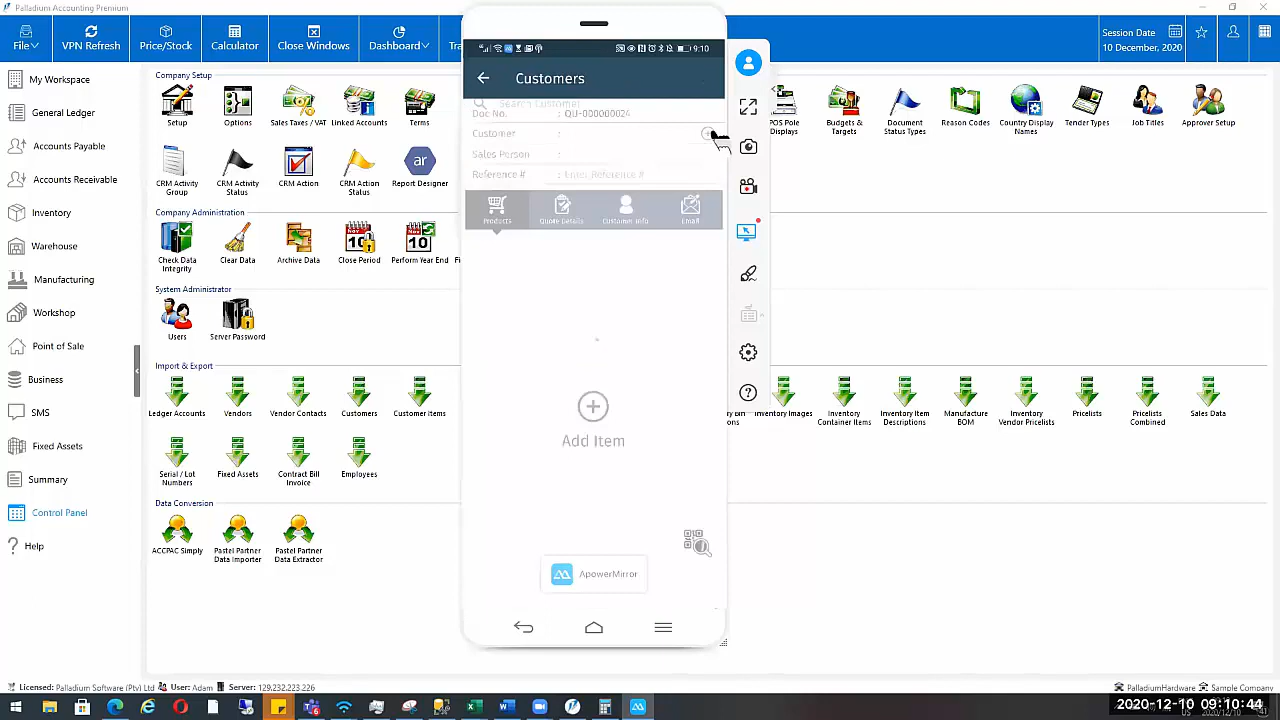 Palladium Accounting Premium
File
VPN Refresh
Price/Stock
Calculator
Close Windows
Dashboard
Session Date
10 December, 2020
My Workspace
General Ledger
Accounts Payable
Accounts Receivable
Inventory
Warehouse
Manufacturing
Workshop
Point of Sale
Business
SMS
Fixed Assets
Summary
Control Panel
Help
Company Setup
Setup
Options
Sales Taxes / VAT
Linked Accounts
Terms
POS Pole Displays
Budgets & Targets
Document Status Types
Reason Codes
Country Display Names
Tender Types
Job Titles
Approver Setup
CRM Activity Group
CRM Activity Status
CRM Action
CRM Action Status
ar
Report Designer
Company Administration
Check Data Integrity
Clear Data
Archive Data
10
Close Period
10
Perform Year End
System Administrator
Users
Server Password
Import & Export
Ledger Accounts
Vendors
Vendor Contacts
Customers
Customer Items
Inventory Images
Inventory Container Items
Inventory Item Descriptions
Manufacture BOM
Inventory Vendor Pricelists
Pricelists
Pricelists Combined
Sales Data
Serial / Lot Numbers
Fixed Assets
Contract Bill Invoice
Employees
Data Conversion
ACCPAC Simply
Pastel Partner Data Importer
Pastel Partner Data Extractor
9:10
Customers
Search Customer
Doc No. : QU-000000024
Customer :
Sales Person :
Reference # : Enter Reference #
Products
Quote Details
Customer Info
Email
Add Item
ApowerMirror
Licensed: Palladium Software (Pty) Ltd
User: Adam
Server: 129.232.223.226
PalladiumHardware
Sample Company
2020-12-10 09:10:44